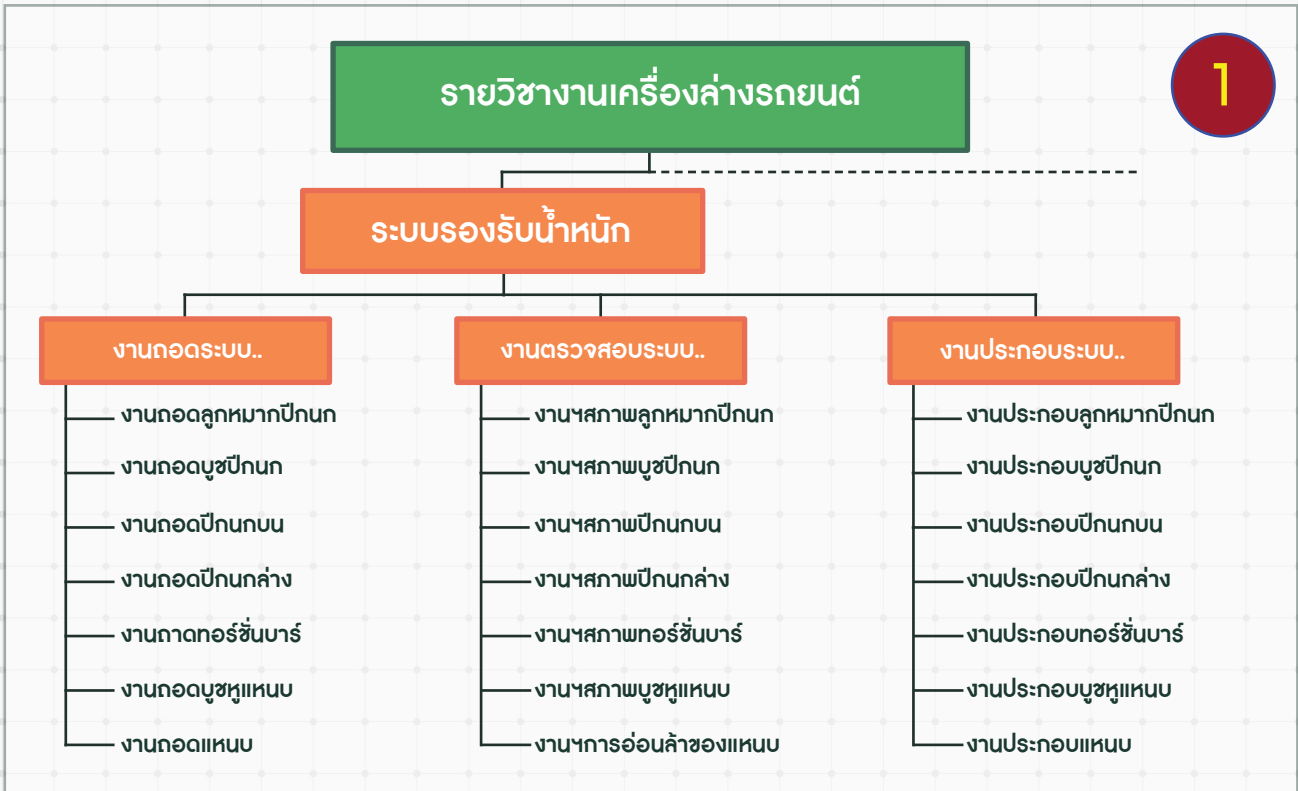 รายวิชางานเครื่องล่างรถยนต์
1
ระบบรองรับน้ำหนัก
งานถอดระบบ..
งานถอดลูกหมากปีกนก
งานถอดบูชปีกนก
งานถอดปีกนกบน
งานถอดปีกนกล่าง
งานถาดทอร์ชั่นบาร์
งานถอดบูชหูแหนบ
งานถอดแหนบ
งานตรวจสอบระบบ..
งานฯสภาพลูกหมากปีกนก
งานฯสภาพบูชปีกนก
งานฯสภาพปีกนกบน
งานฯสภาพปีกนกล่าง
งานฯสภาพทอร์ชั่นบาร์
งานฯสภาพบูชหูแหนบ
งานฯการอ่อนล้าของแหนบ
งานประกอบระบบ..
งานประกอบลูกหมากปีกนก
งานประกอบบูชปีกนก
งานประกอบปีกนกบน
งานประกอบปีกนกล่าง
งานประกอบทอร์ชั่นบาร์
งานประกอบบูชหูแหนบ
งานประกอบแหนบ